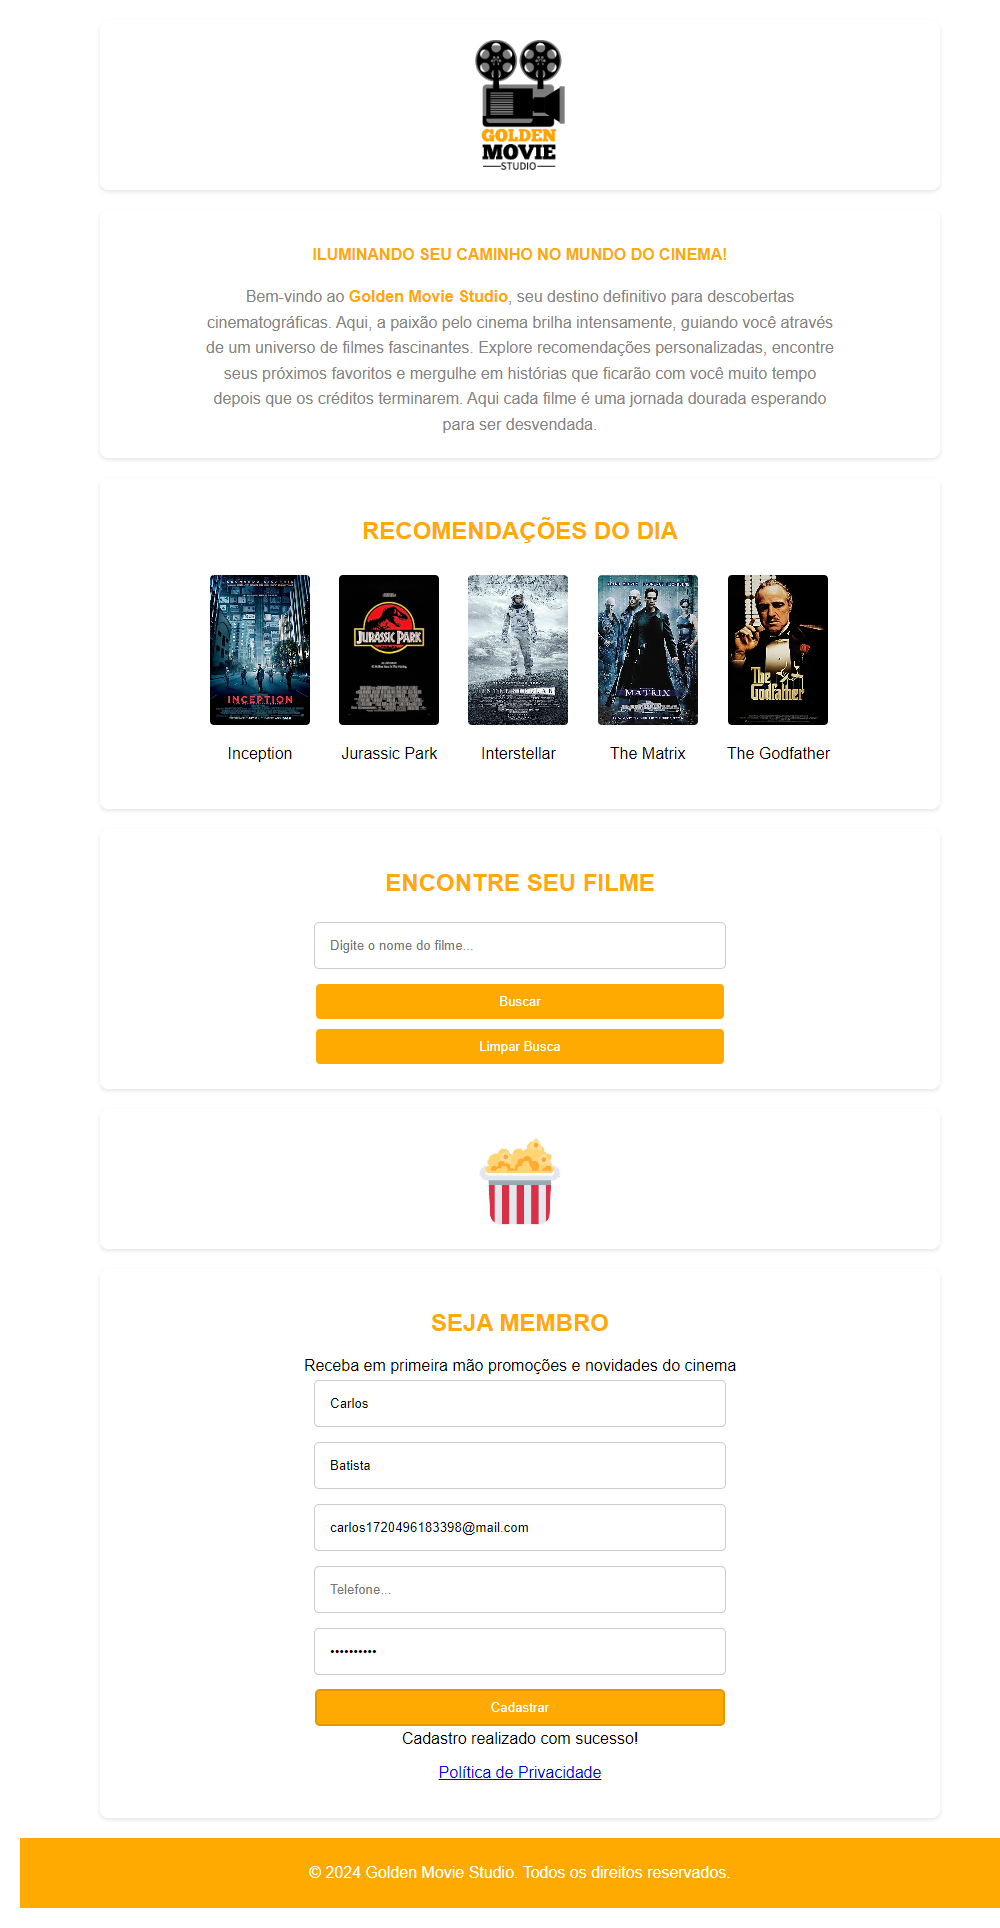 GOLDEN
MOVIE
STUDIO
ILUMINANDO SEU CAMINHO NO MUNDO DO CINEMA!
Bem-vindo ao Golden Movie Studio, seu destino definitivo para descobertas
cinematográficas. Aqui, a paixão pelo cinema brilha intensamente, guiando você através
de um universo de filmes fascinantes. Explore recomendações personalizadas, encontre
seus próximos favoritos e mergulhe em histórias que ficarão com você muito tempo
depois que os créditos terminarem. Aqui cada filme é uma jornada dourada esperando
para ser desvendada.
RECOMENDAÇÕES DO DIA
INCEPTION
JURASSIC PARK
INTERSTELLAR
MATRIX
The
Godfather
Inception
Jurassic Park
Interstellar
The Matrix
The Godfather
ENCONTRE SEU FILME
Digite o nome do filme...
Buscar
Limpar Busca
SEJA MEMBRO
Receba em primeira mão promoções e novidades do cinema
Carlos
Batista
carlos1720496183398@mail.com
Telefone...
••••••••••
Cadastrar
Cadastro realizado com sucesso!
Política de Privacidade
© 2024 Golden Movie Studio. Todos os direitos reservados.